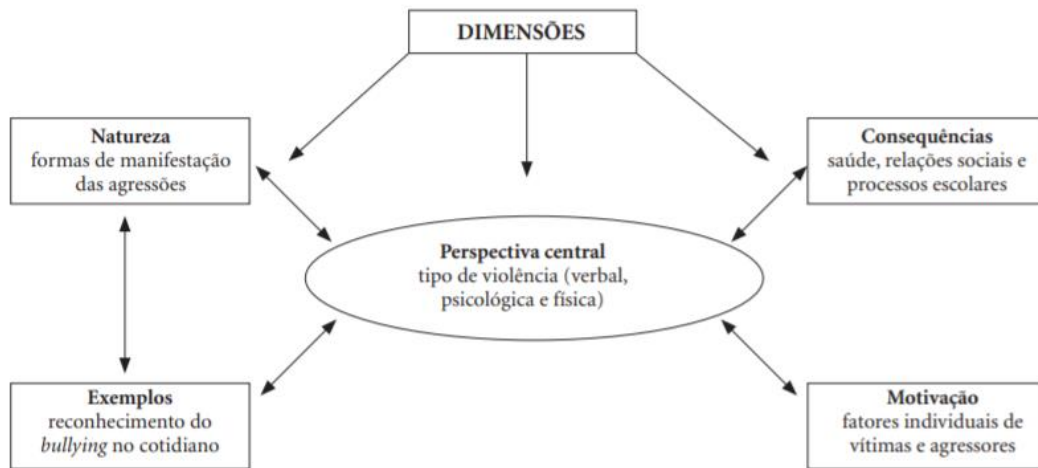 DIMENSÕES
Natureza
formas de manifestação
das agressões
Consequências
saúde, relações sociais e
processos escolares
Perspectiva central
tipo de violência (verbal,
psicológica e física)
Exemplos
reconhecimento do
bullying no cotidiano
Motivação
fatores individuais de
vítimas e agressores